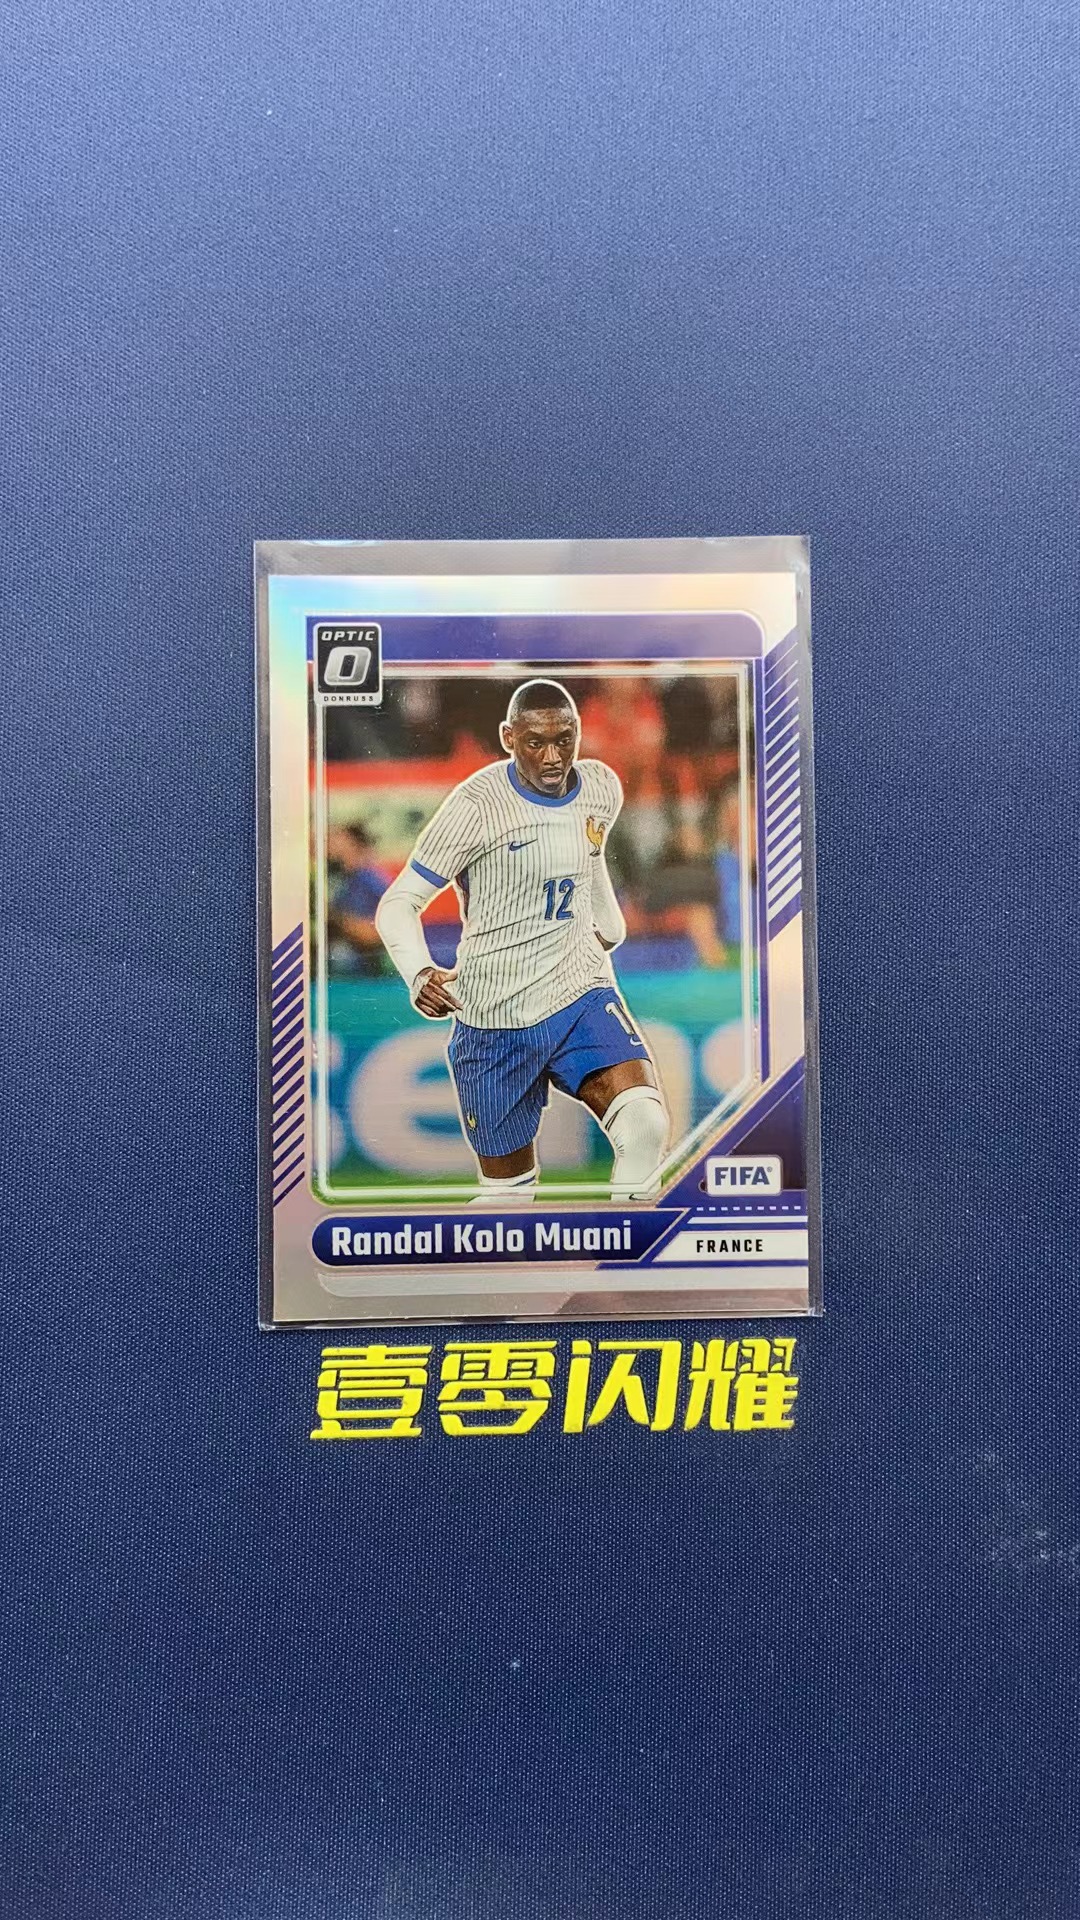 OPTIC
DONRUSS
12
FIFA
Randal Kolo Muani
FRANCE
壹零闪耀